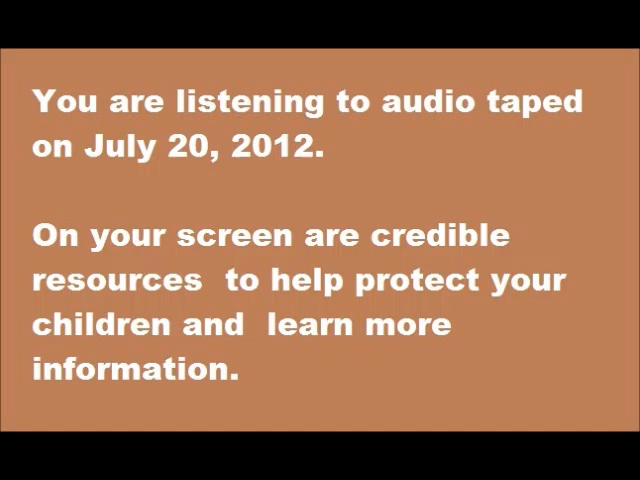 You are listening to audio taped
on July 20, 2012.
On your screen are credible
resources  to help protect your
children and  learn more
information.